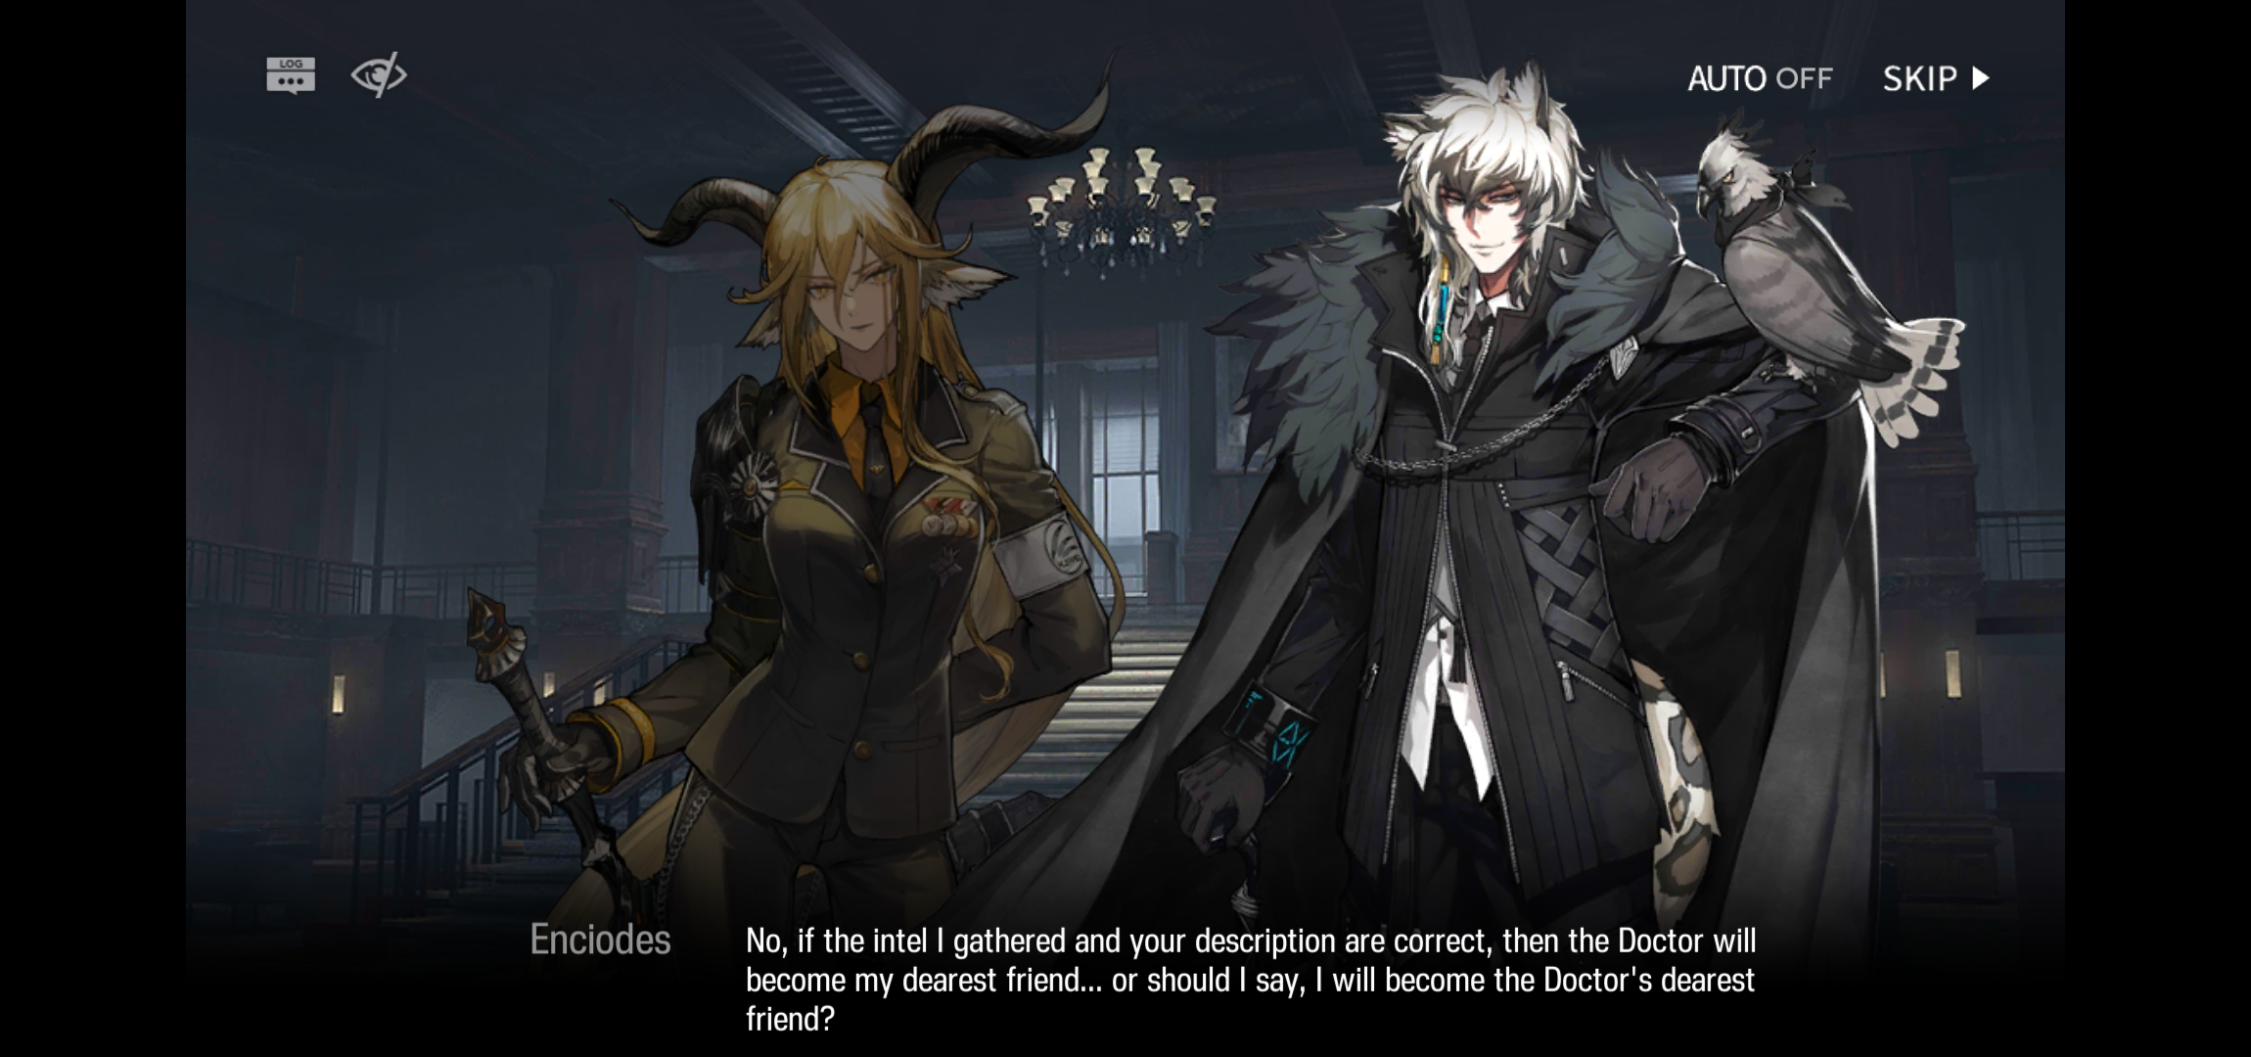 LOG
AUTO OFF
SKIP
Enciodes
No, if the intel I gathered and your description are correct, then the Doctor will
become my dearest friend... or should I say, I will become the Doctor's dearest
friend?